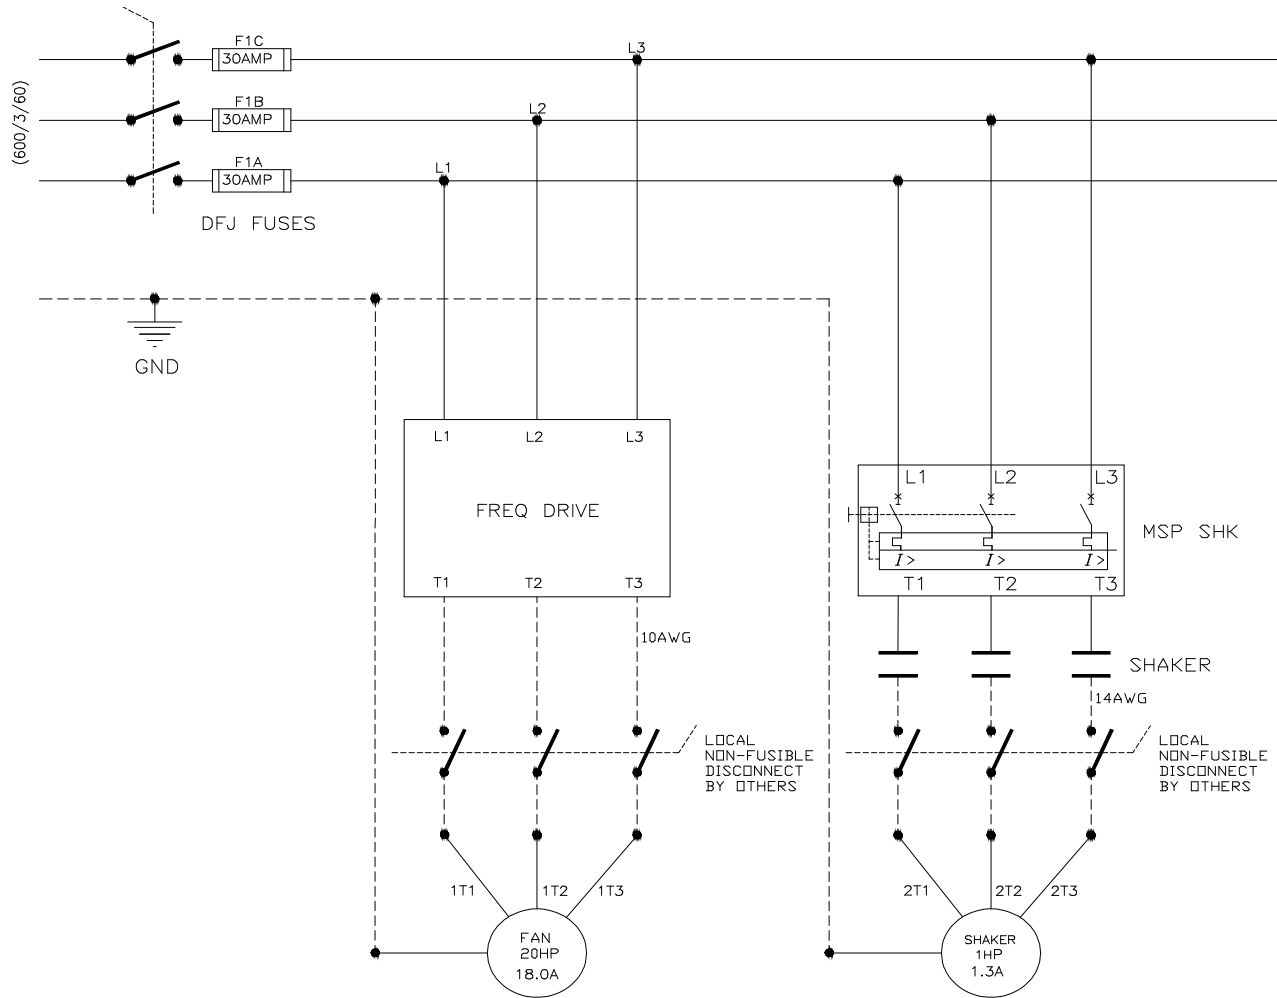 (600/3/60)
F1C
30AMP
F1B
30AMP
F1A
30AMP
DFJ FUSES
L3
L2
L1
GND
L1 L2 L3
FREQ DRIVE
T1 T2 T3
10AWG
LOCAL
NON-FUSIBLE
DISCONNECT
BY OTHERS
1T1 1T2 1T3
FAN
20HP
18.0A
L1 L2 L3
MSP SHK
I> I> I>
T1 T2 T3
SHAKER
14AWG
LOCAL
NON-FUSIBLE
DISCONNECT
BY OTHERS
2T1 2T2 2T3
SHAKER
1HP
1.3A